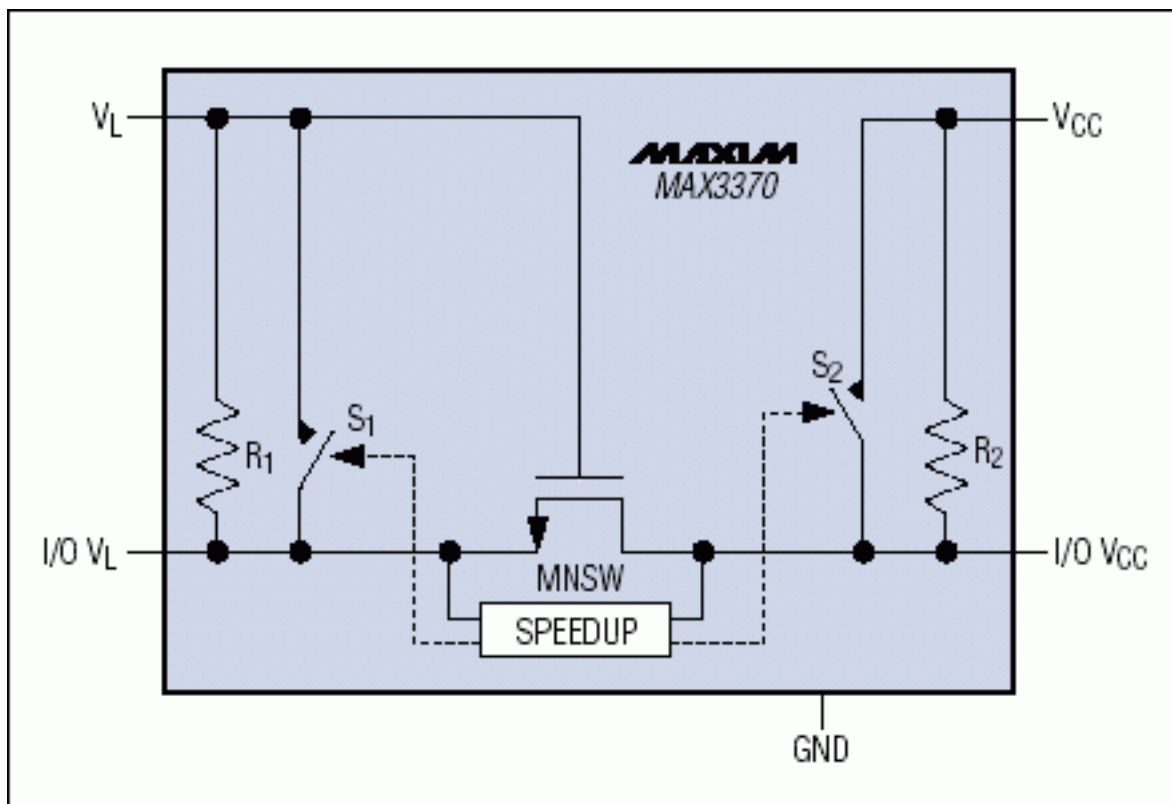 VL
VCC
MAXIM
MAX3370
S2
S1
R1
R2
I/O VL
I/O VCC
MNSW
SPEEDUP
GND